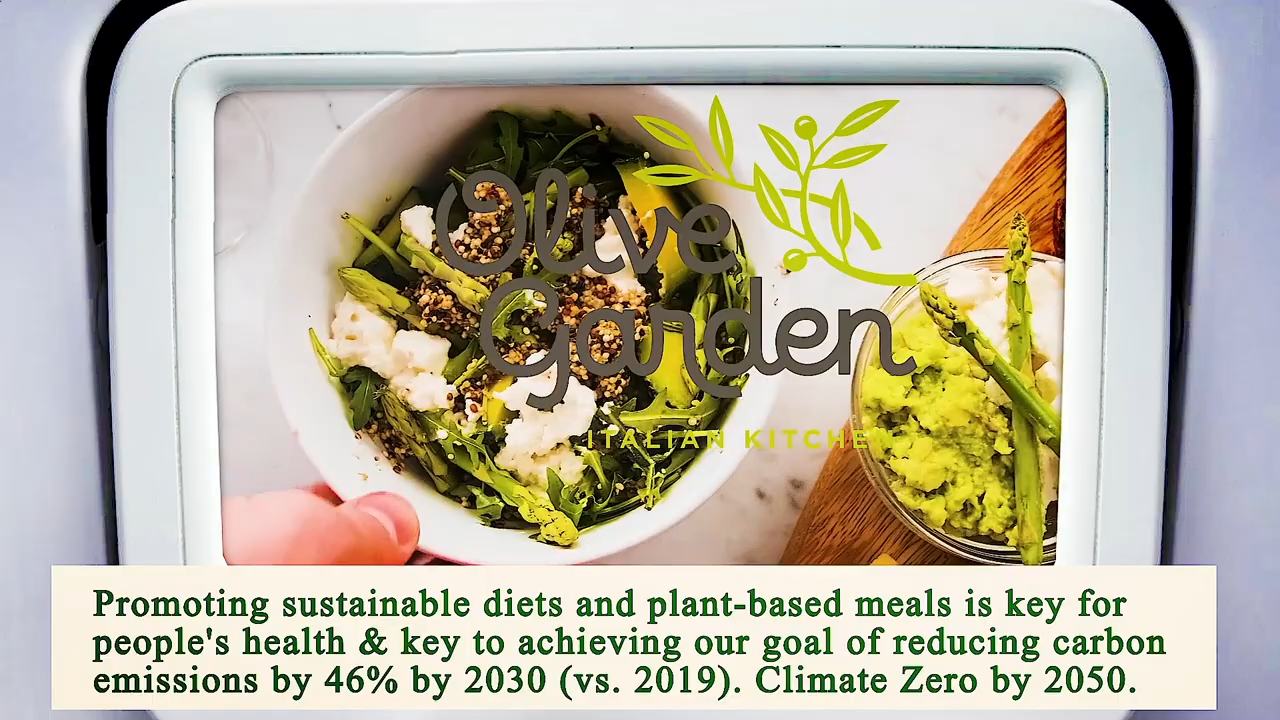 Olive
Garden
ITALIAN KITCHEN
Promoting sustainable diets and plant-based meals is key for
people's health & key to achieving our goal of reducing carbon
emissions by 46% by 2030 (vs. 2019). Climate Zero by 2050.